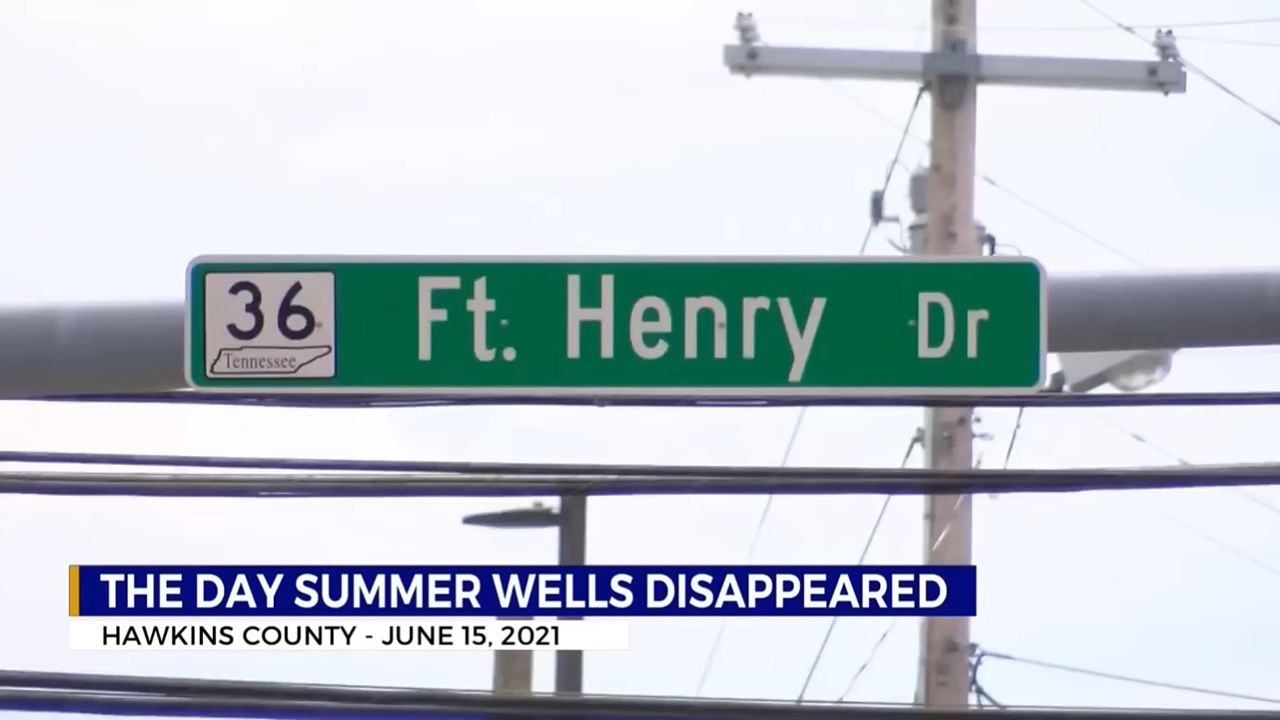 36
Tennessee
Ft. Henry Dr
THE DAY SUMMER WELLS DISAPPEARED
HAWKINS COUNTY - JUNE 15, 2021